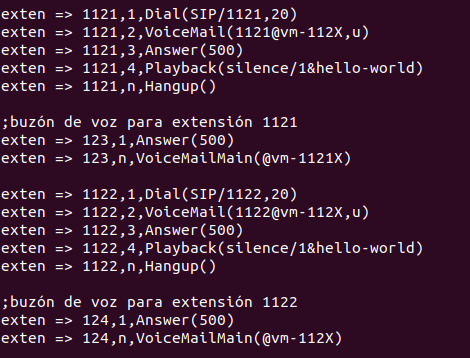 exten => 1121,1,Dial(SIP/1121,20)
exten => 1121,2,VoiceMail(1121@vm-112X,u)
exten => 1121,3,Answer(500)
exten => 1121,4,Playback(silence/1&hello-world)
exten => 1121,n,Hangup()

;buzón de voz para extensión 1121
exten => 123,1,Answer(500)
exten => 123,n,VoiceMailMain(@vm-1121X)

exten => 1122,1,Dial(SIP/1122,20)
exten => 1122,2,VoiceMail(1122@vm-112X,u)
exten => 1122,3,Answer(500)
exten => 1122,4,Playback(silence/1&hello-world)
exten => 1122,n,Hangup()

;buzón de voz para extensión 1122
exten => 124,1,Answer(500)
exten => 124,n,VoiceMailMain(@vm-112X)